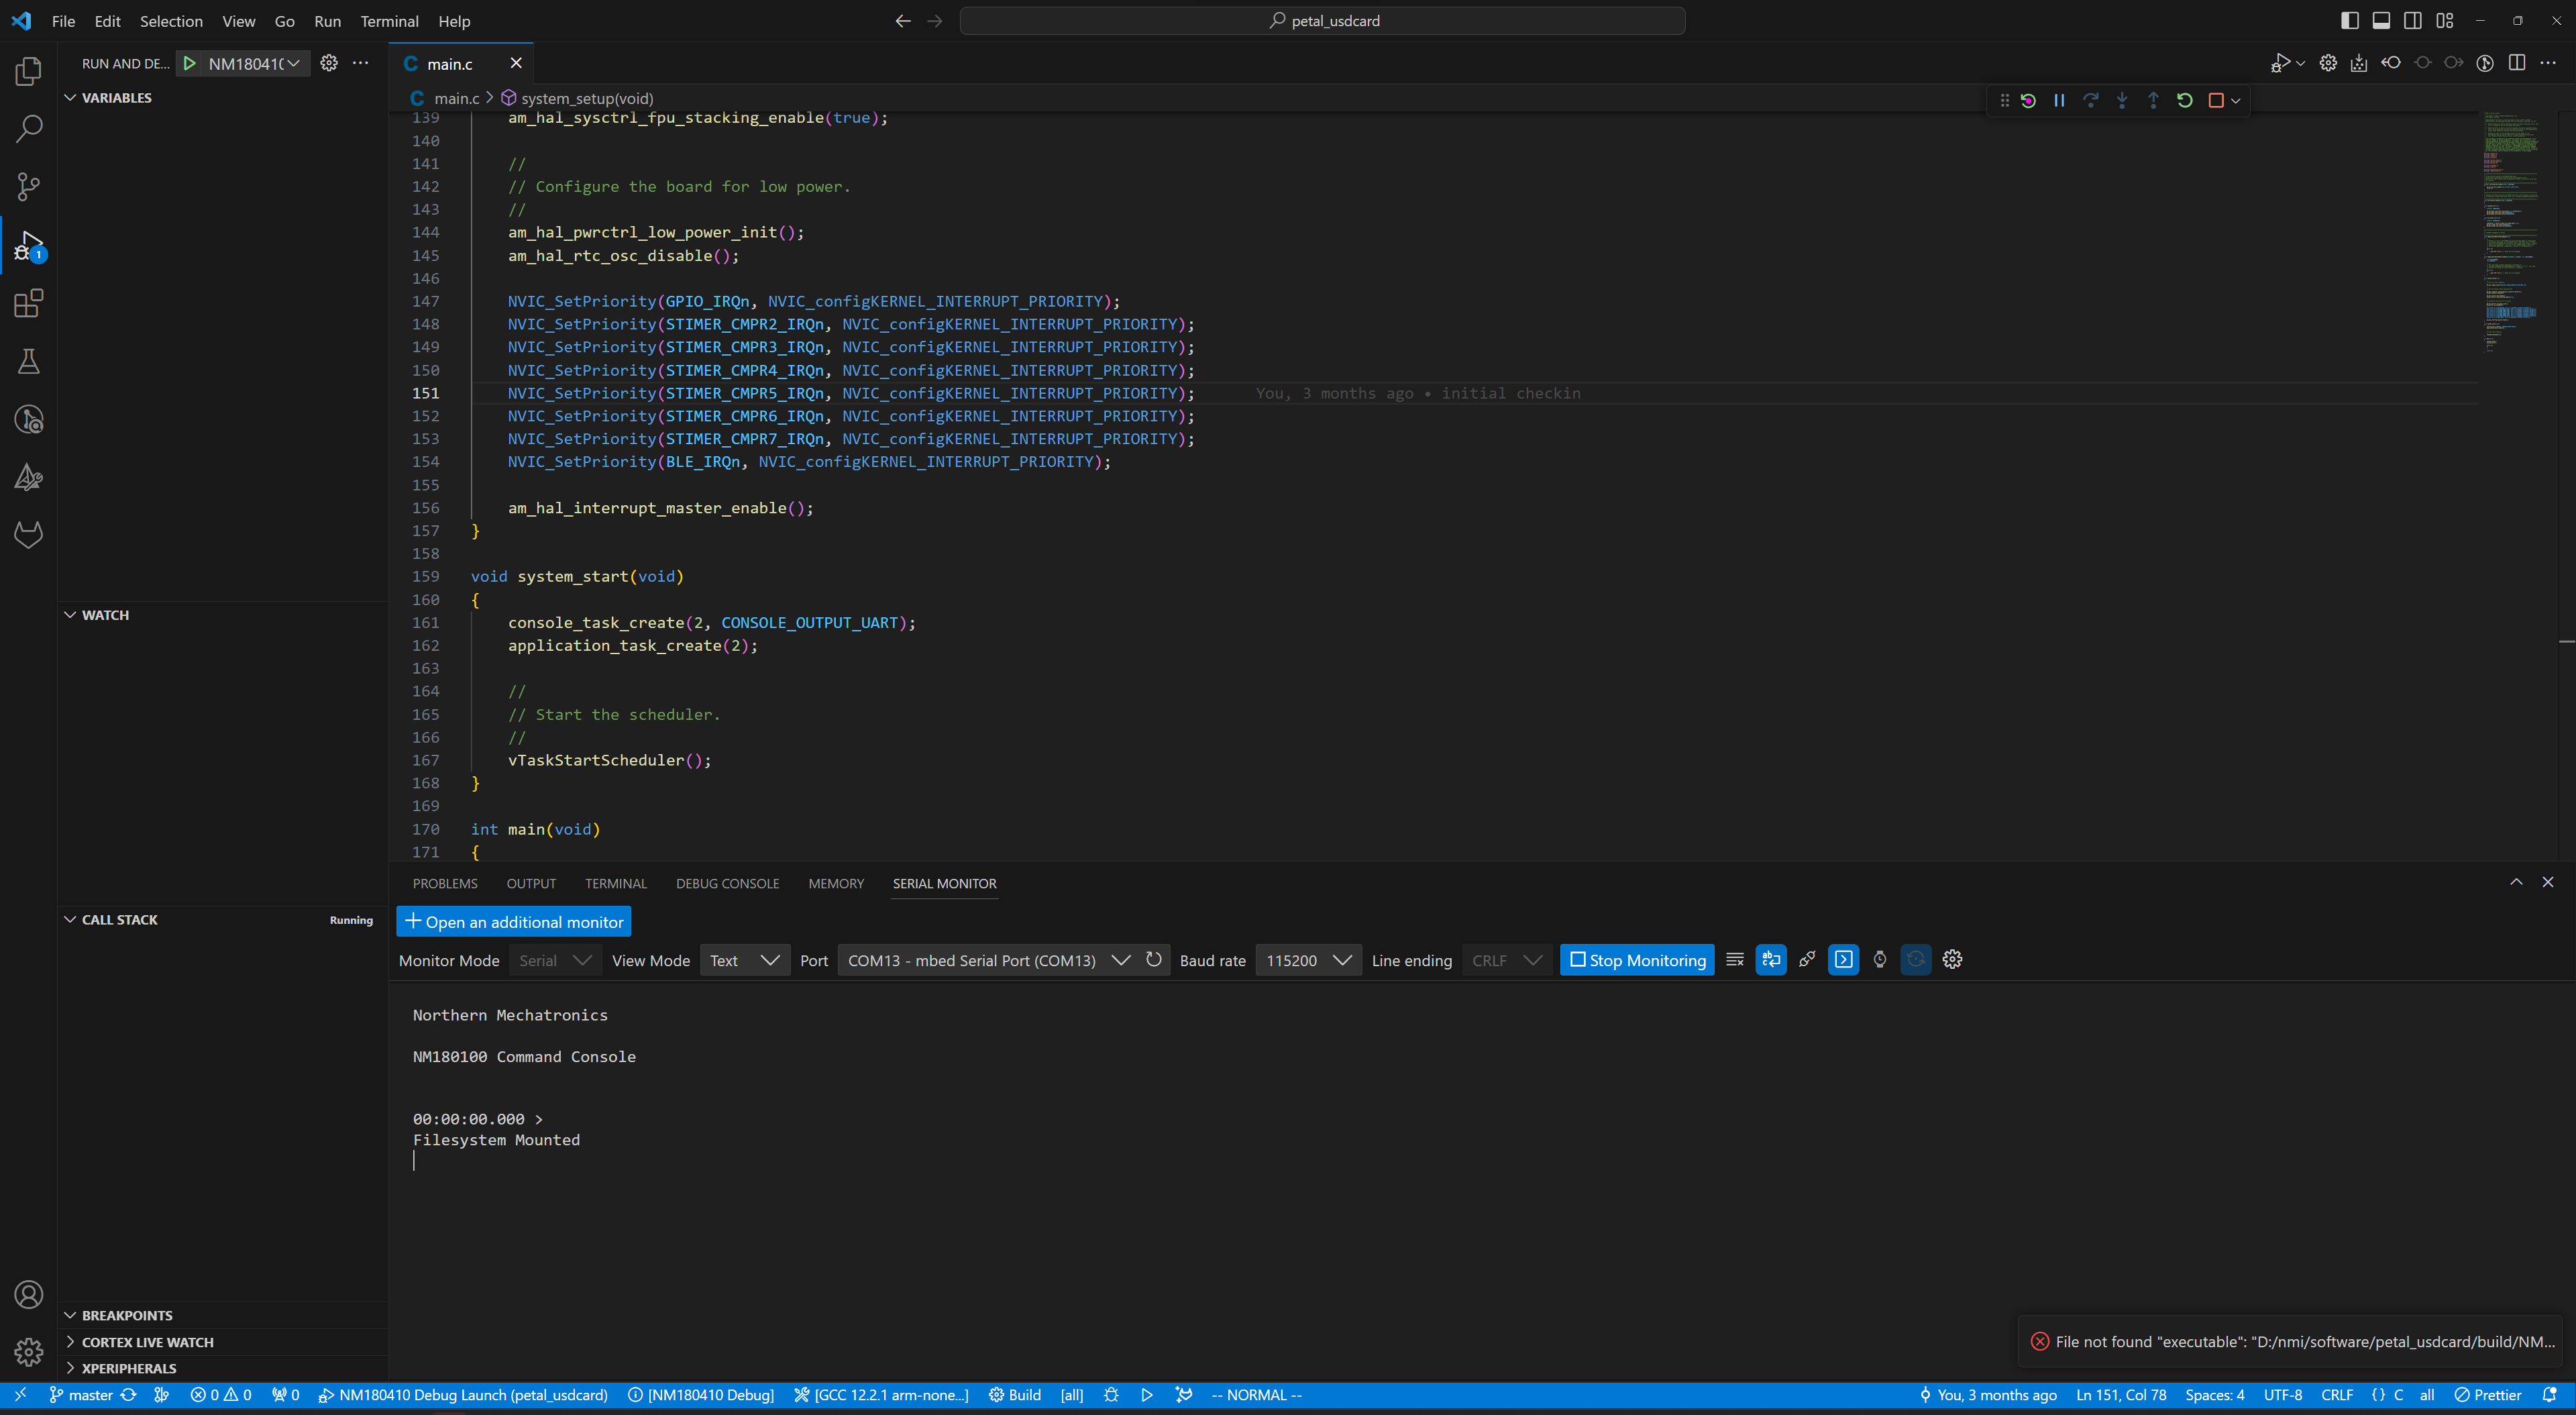 File Edit Selection View Go Run Terminal Help
petal_usdcard
RUN AND DE...
NM18041
main.c
main.c > system_setup(void)
VARIABLES
WATCH
CALL STACK
Running
BREAKPOINTS
CORTEX LIVE WATCH
XPERIPHERALS
1
139 am_hal_sysctrl_fpu_stacking_enable(true);
140
141 //
142 // Configure the board for low power.
143 //
144 am_hal_pwrctrl_low_power_init();
145 am_hal_rtc_osc_disable();
146
147 NVIC_SetPriority(GPIO_IRQn, NVIC_configKERNEL_INTERRUPT_PRIORITY);
148 NVIC_SetPriority(STIMER_CMPR2_IRQn, NVIC_configKERNEL_INTERRUPT_PRIORITY);
149 NVIC_SetPriority(STIMER_CMPR3_IRQn, NVIC_configKERNEL_INTERRUPT_PRIORITY);
150 NVIC_SetPriority(STIMER_CMPR4_IRQn, NVIC_configKERNEL_INTERRUPT_PRIORITY);
151 NVIC_SetPriority(STIMER_CMPR5_IRQn, NVIC_configKERNEL_INTERRUPT_PRIORITY); You, 3 months ago • initial checkin
152 NVIC_SetPriority(STIMER_CMPR6_IRQn, NVIC_configKERNEL_INTERRUPT_PRIORITY);
153 NVIC_SetPriority(STIMER_CMPR7_IRQn, NVIC_configKERNEL_INTERRUPT_PRIORITY);
154 NVIC_SetPriority(BLE_IRQn, NVIC_configKERNEL_INTERRUPT_PRIORITY);
155
156 am_hal_interrupt_master_enable();
157 }
158
159 void system_start(void)
160 {
161 console_task_create(2, CONSOLE_OUTPUT_UART);
162 application_task_create(2);
163
164 //
165 // Start the scheduler.
166 //
167 vTaskStartScheduler();
168 }
169
170 int main(void)
171 {
PROBLEMS OUTPUT TERMINAL DEBUG CONSOLE MEMORY SERIAL MONITOR
+ Open an additional monitor
Monitor Mode Serial View Mode Text Port COM13 - mbed Serial Port (COM13) Baud rate 115200 Line ending CRLF Stop Monitoring
Northern Mechatronics
NM180100 Command Console
00:00:00.000 >
Filesystem Mounted
File not found "executable": "D:/nmi/software/petal_usdcard/build/NM...
master 0 0 0 NM180410 Debug Launch (petal_usdcard) [NM180410 Debug] [GCC 12.2.1 arm-none...] Build [all] -- NORMAL -- You, 3 months ago Ln 151, Col 78 Spaces: 4 UTF-8 CRLF {} C all Prettier